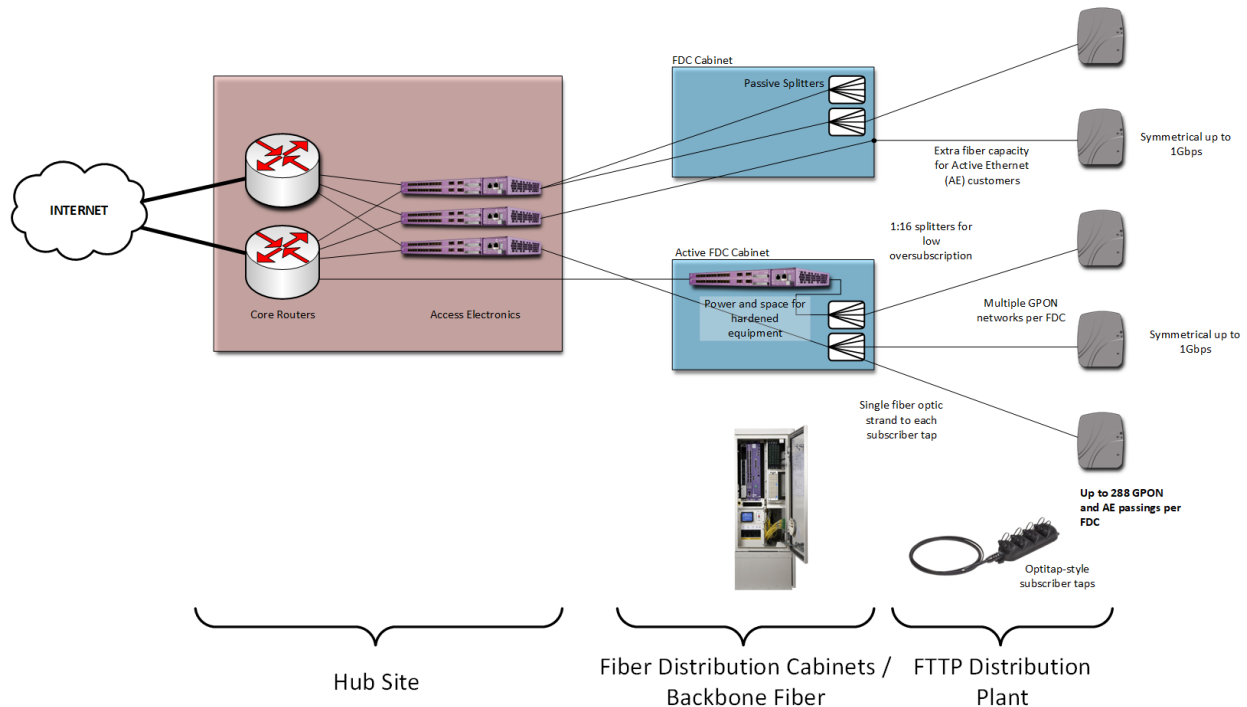 FDC Cabinet
Passive Splitters
Symmetrical up to
1Gbps
Extra fiber capacity
for Active Ethernet
(AE) customers
INTERNET
1:16 splitters for
low
oversubscription
Active FDC Cabinet
Power and space for
hardened
equipment
Core Routers
Access Electronics
Multiple GPON
networks per FDC
Symmetrical up to
1Gbps
Single fiber optic
strand to each
subscriber tap
Up to 288 GPON
and AE passings per
FDC
Optitap-style
subscriber taps
Hub Site
Fiber Distribution Cabinets /
Backbone Fiber
FTTP Distribution
Plant